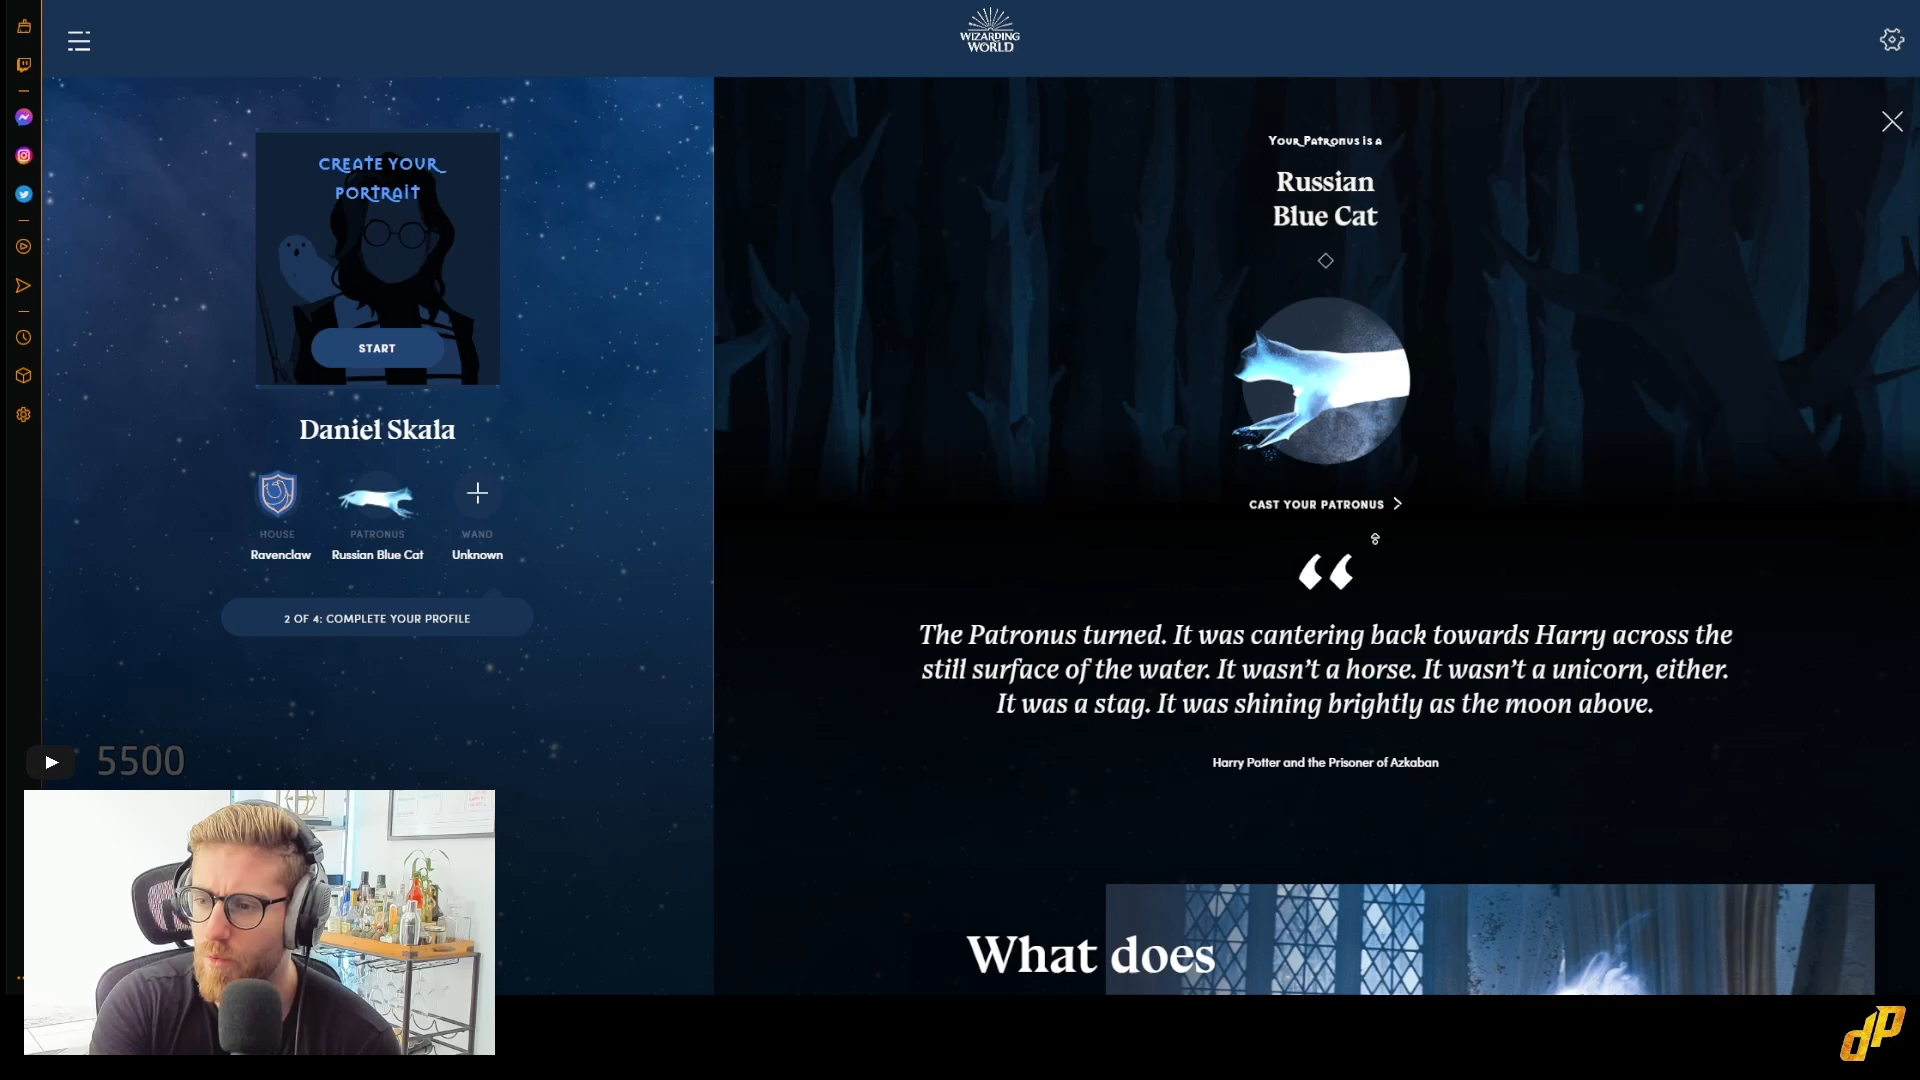 WIZARDING
WORLD
CREATE YOUR
PORTRAIT
START
Daniel Skala
HOUSE
Ravenclaw
PATRONUS
Russian Blue Cat
WAND
Unknown
2 OF 4: COMPLETE YOUR PROFILE
5500
Your Patronus is a
Russian
Blue Cat
CAST YOUR PATRONUS
“
The Patronus turned. It was cantering back towards Harry across the
still surface of the water. It wasn’t a horse. It wasn’t a unicorn, either.
It was a stag. It was shining brightly as the moon above.
Harry Potter and the Prisoner of Azkaban
What does
dP